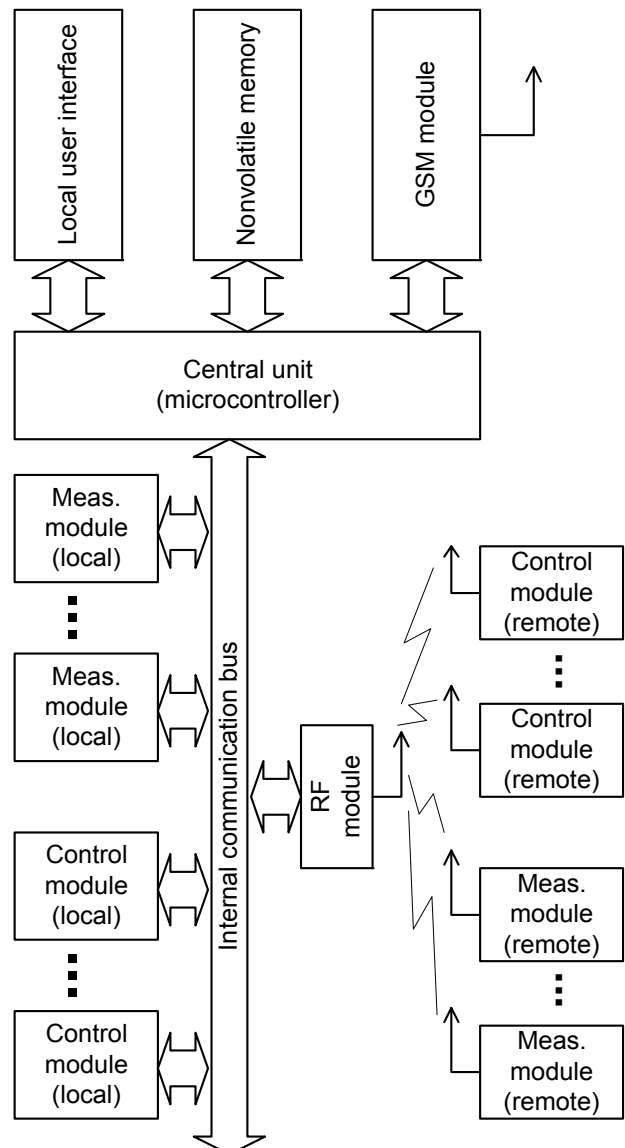 Local user interface
Nonvolatile memory
GSM module
Central unit
(microcontroller)
Meas.
module
(local)
Meas.
module
(local)
Control
module
(local)
Control
module
(local)
Internal communication bus
RF
module
Control
module
(remote)
Control
module
(remote)
Meas.
module
(remote)
Meas.
module
(remote)